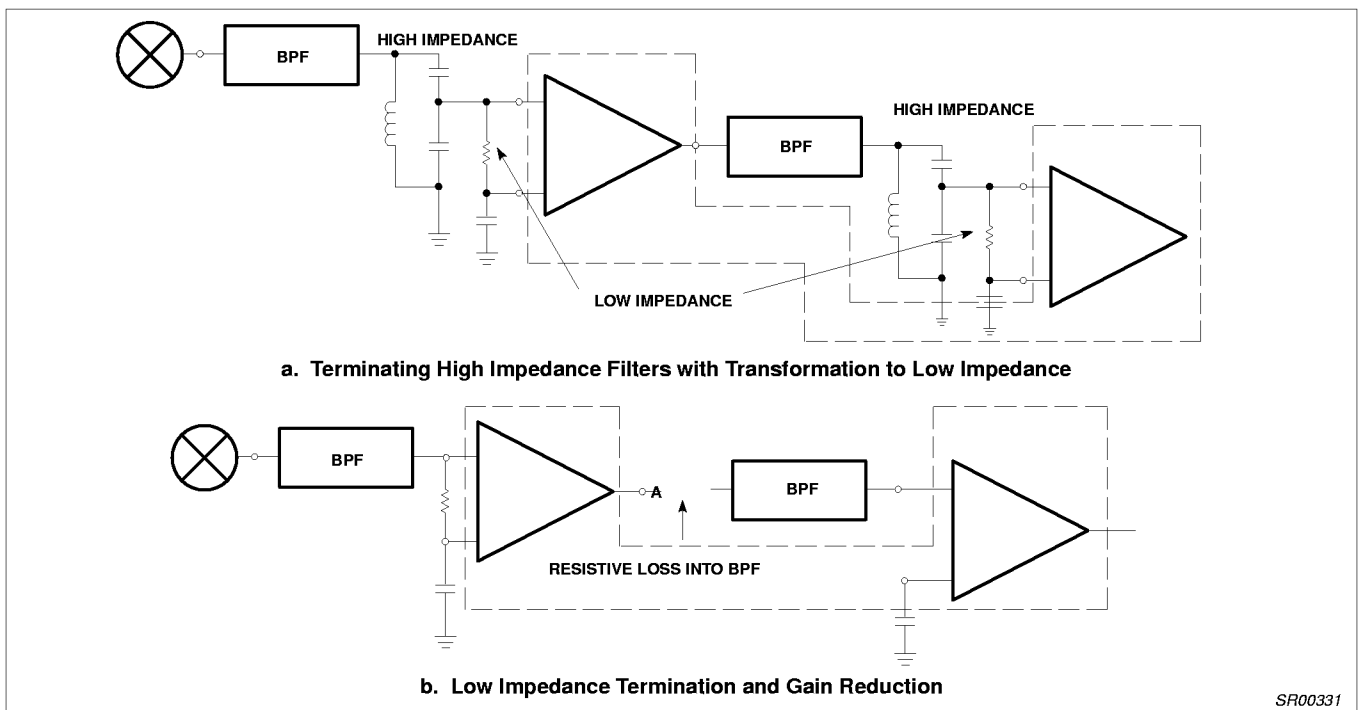 HIGH IMPEDANCE
BPF
HIGH IMPEDANCE
BPF
LOW IMPEDANCE
a. Terminating High Impedance Filters with Transformation to Low Impedance
BPF
A
BPF
RESISTIVE LOSS INTO BPF
b. Low Impedance Termination and Gain Reduction
SR00331